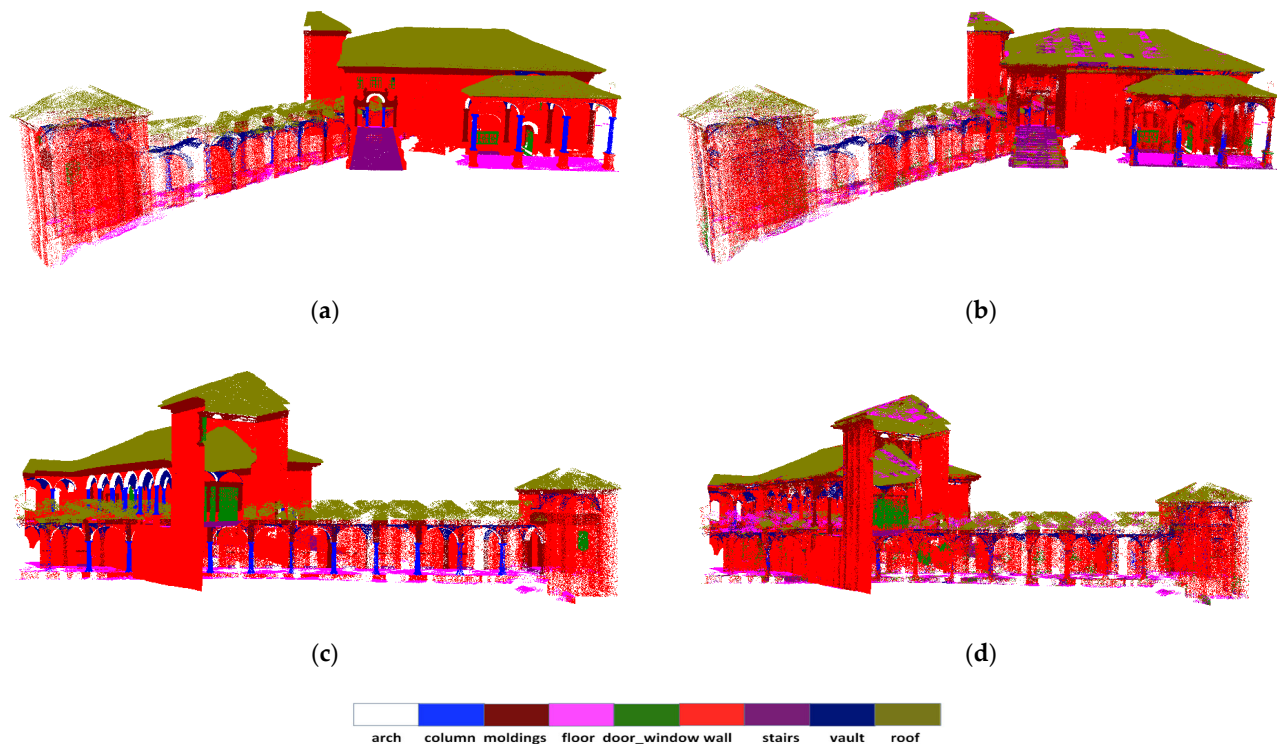 (a)
(b)
(c)
(d)
arch column moldings floor door_window wall stairs vault roof